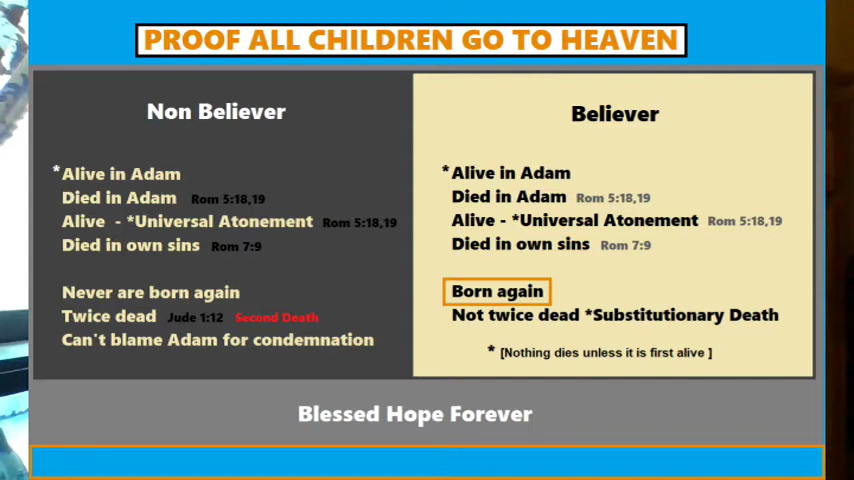 PROOF ALL CHILDREN GO TO HEAVEN
Non Believer
*Alive in Adam
Died in Adam Rom 5:18,19
Alive - *Universal Atonement Rom 5:18,19
Died in own sins Rom 7:9
Never are born again
Twice dead Jude 1:12 Second Death
Can't blame Adam for condemnation
Believer
*Alive in Adam
Died in Adam Rom 5:18,19
Alive - *Universal Atonement Rom 5:18,19
Died in own sins Rom 7:9
Born again
Not twice dead *Substitutionary Death
* [Nothing dies unless it is first alive ]
Blessed Hope Forever